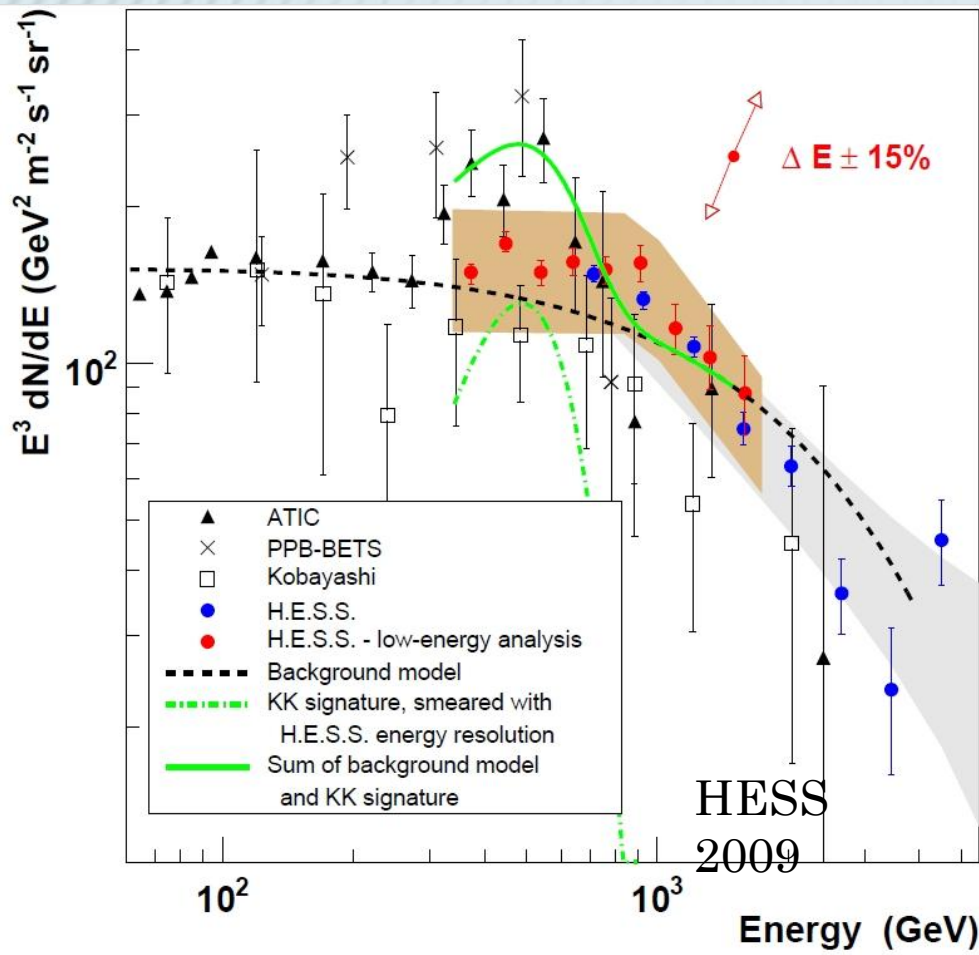 E³ dN/dE (GeV² m⁻² s⁻¹ sr⁻¹)
Δ E ± 15%
10²
ATIC
PPB-BETS
Kobayashi
H.E.S.S.
H.E.S.S. - low-energy analysis
Background model
KK signature, smeared with
H.E.S.S. energy resolution
Sum of background model
and KK signature
HESS
2009
10²
10³
Energy (GeV)